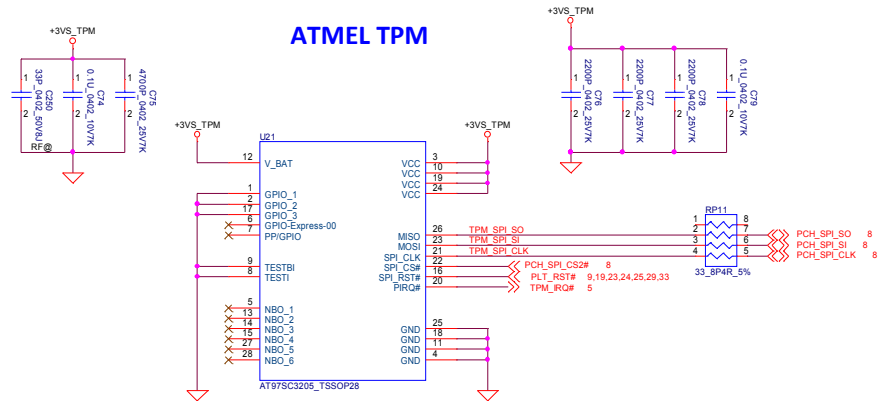 ATMEL TPM
+3VS_TPM
1
2
33P_0402_50V8J
C250
RF@
1
2
0.1U_0402_10V7K
C74
1
2
4700P_0402_25V7K
C75
+3VS_TPM
1
2
2200P_0402_25V7K
C76
1
2
2200P_0402_25V7K
C77
1
2
2200P_0402_25V7K
C78
1
2
0.1U_0402_10V7K
C79
+3VS_TPM
U21
+3VS_TPM
12 V_BAT
1 GPIO_1
2 GPIO_2
17 GPIO_3
6 GPIO-Express-00
7 PP/GPIO
9 TESTBI
8 TESTI
5 NBO_1
13 NBO_2
14 NBO_3
15 NBO_4
27 NBO_5
28 NBO_6
VCC 3
VCC 10
VCC 19
VCC 24
MISO 26 TPM_SPI_SO
MOSI 23 TPM_SPI_SI
SPI_CLK 21 TPM_SPI_CLK
SPI_CS# 22 PCH_SPI_CS2# 8
SPI_RST# 16 PLT_RST# 9,19,23,24,25,29,33
PIRQ# 20 TPM_IRQ# 5
GND 25
GND 18
GND 11
GND 4
AT97SC3205_TSSOP28
RP11
1 8
2 7 PCH_SPI_SO 8
3 6 PCH_SPI_SI 8
4 5 PCH_SPI_CLK 8
33_8P4R_5%